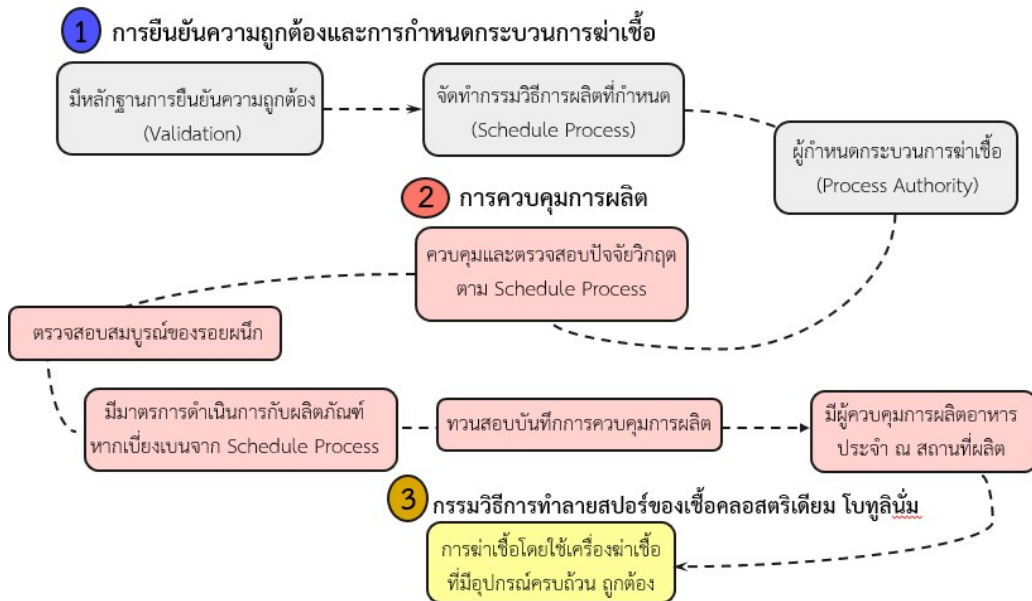 1 การยืนยันความถูกต้องและการกำหนดกระบวนการฆ่าเชื้อ
มีหลักฐานการยืนยันความถูกต้อง
(Validation)
จัดทำกรรมวิธีการผลิตที่กำหนด
(Schedule Process)
ผู้กำหนดกระบวนการฆ่าเชื้อ
(Process Authority)
2 การควบคุมการผลิต
ควบคุมและตรวจสอบปัจจัยวิกฤต
ตาม Schedule Process
ตรวจสอบสมบูรณ์ของรอยผนึก
มีมาตรการดำเนินการกับผลิตภัณฑ์
หากเบี่ยงเบนจาก Schedule Process
ทวนสอบบันทึกการควบคุมการผลิต
มีผู้ควบคุมการผลิตอาหาร
ประจำ ณ สถานที่ผลิต
3 กรรมวิธีการทำลายสปอร์ของเชื้อคลอสตริเดียม โบทูลินั่ม
การฆ่าเชื้อโดยใช้เครื่องฆ่าเชื้อ
ที่มีอุปกรณ์ครบถ้วน ถูกต้อง